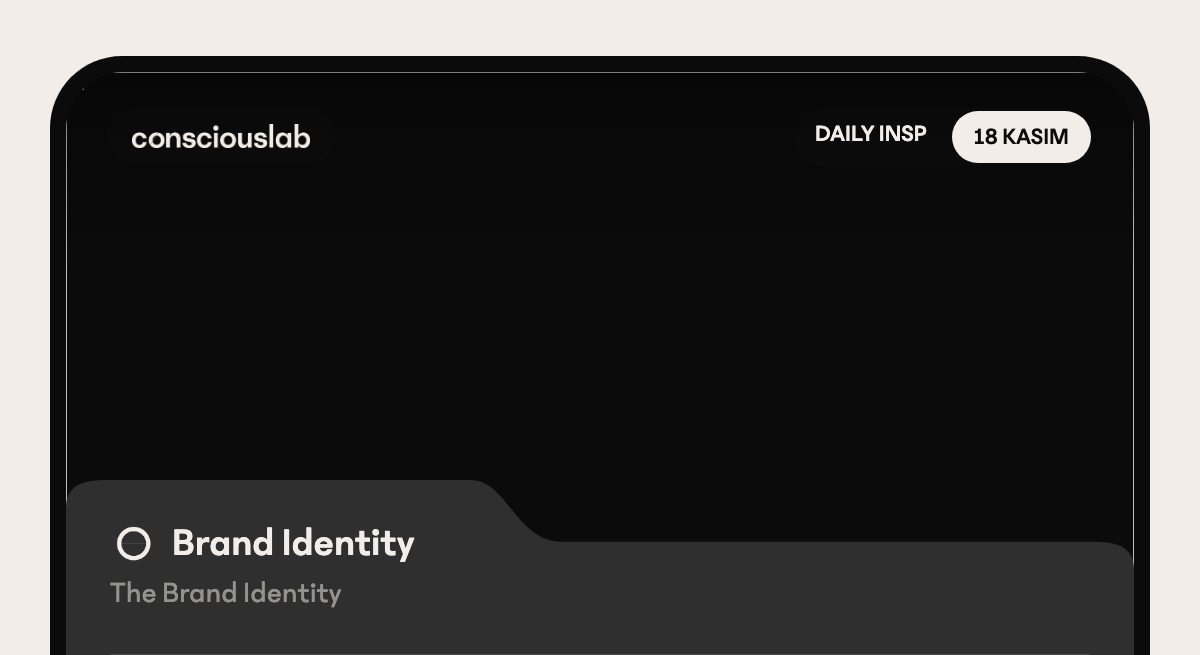 consciouslab
DAILY INSP
18 KASIM
Brand Identity
The Brand Identity